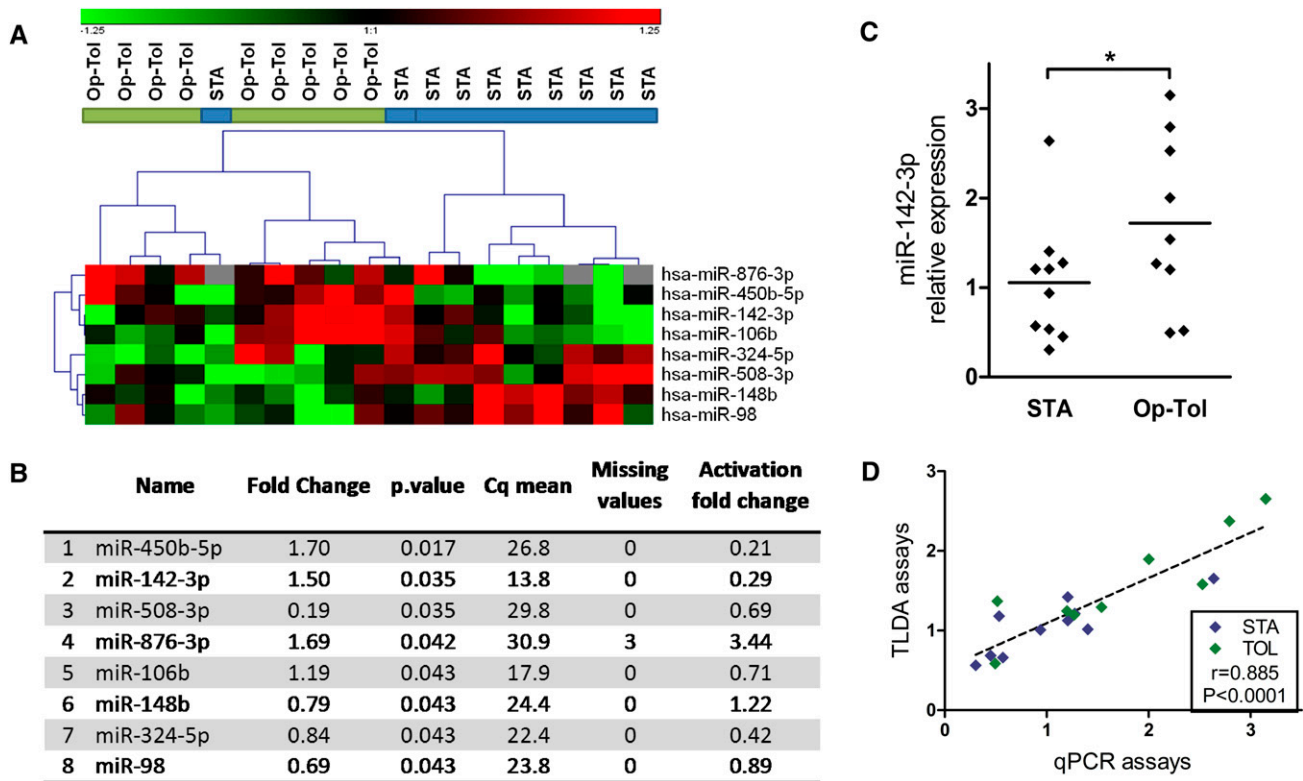 A
-1.25 1:1 1.25
Op-Tol Op-Tol Op-Tol Op-Tol STA Op-Tol Op-Tol Op-Tol Op-Tol Op-Tol STA STA STA STA STA STA STA STA STA
hsa-miR-876-3p
hsa-miR-450b-5p
hsa-miR-142-3p
hsa-miR-106b
hsa-miR-324-5p
hsa-miR-508-3p
hsa-miR-148b
hsa-miR-98
B
Name Fold Change p.value Cq mean Missing values Activation fold change
1 miR-450b-5p 1.70 0.017 26.8 0 0.21
2 miR-142-3p 1.50 0.035 13.8 0 0.29
3 miR-508-3p 0.19 0.035 29.8 0 0.69
4 miR-876-3p 1.69 0.042 30.9 3 3.44
5 miR-106b 1.19 0.043 17.9 0 0.71
6 miR-148b 0.79 0.043 24.4 0 1.22
7 miR-324-5p 0.84 0.043 22.4 0 0.42
8 miR-98 0.69 0.043 23.8 0 0.89
C
*
miR-142-3p
relative expression
3
2
1
0
STA Op-Tol
D
TLDA assays
3
2
1
0
0 1 2 3
qPCR assays
STA
TOL
r=0.885
P<0.0001